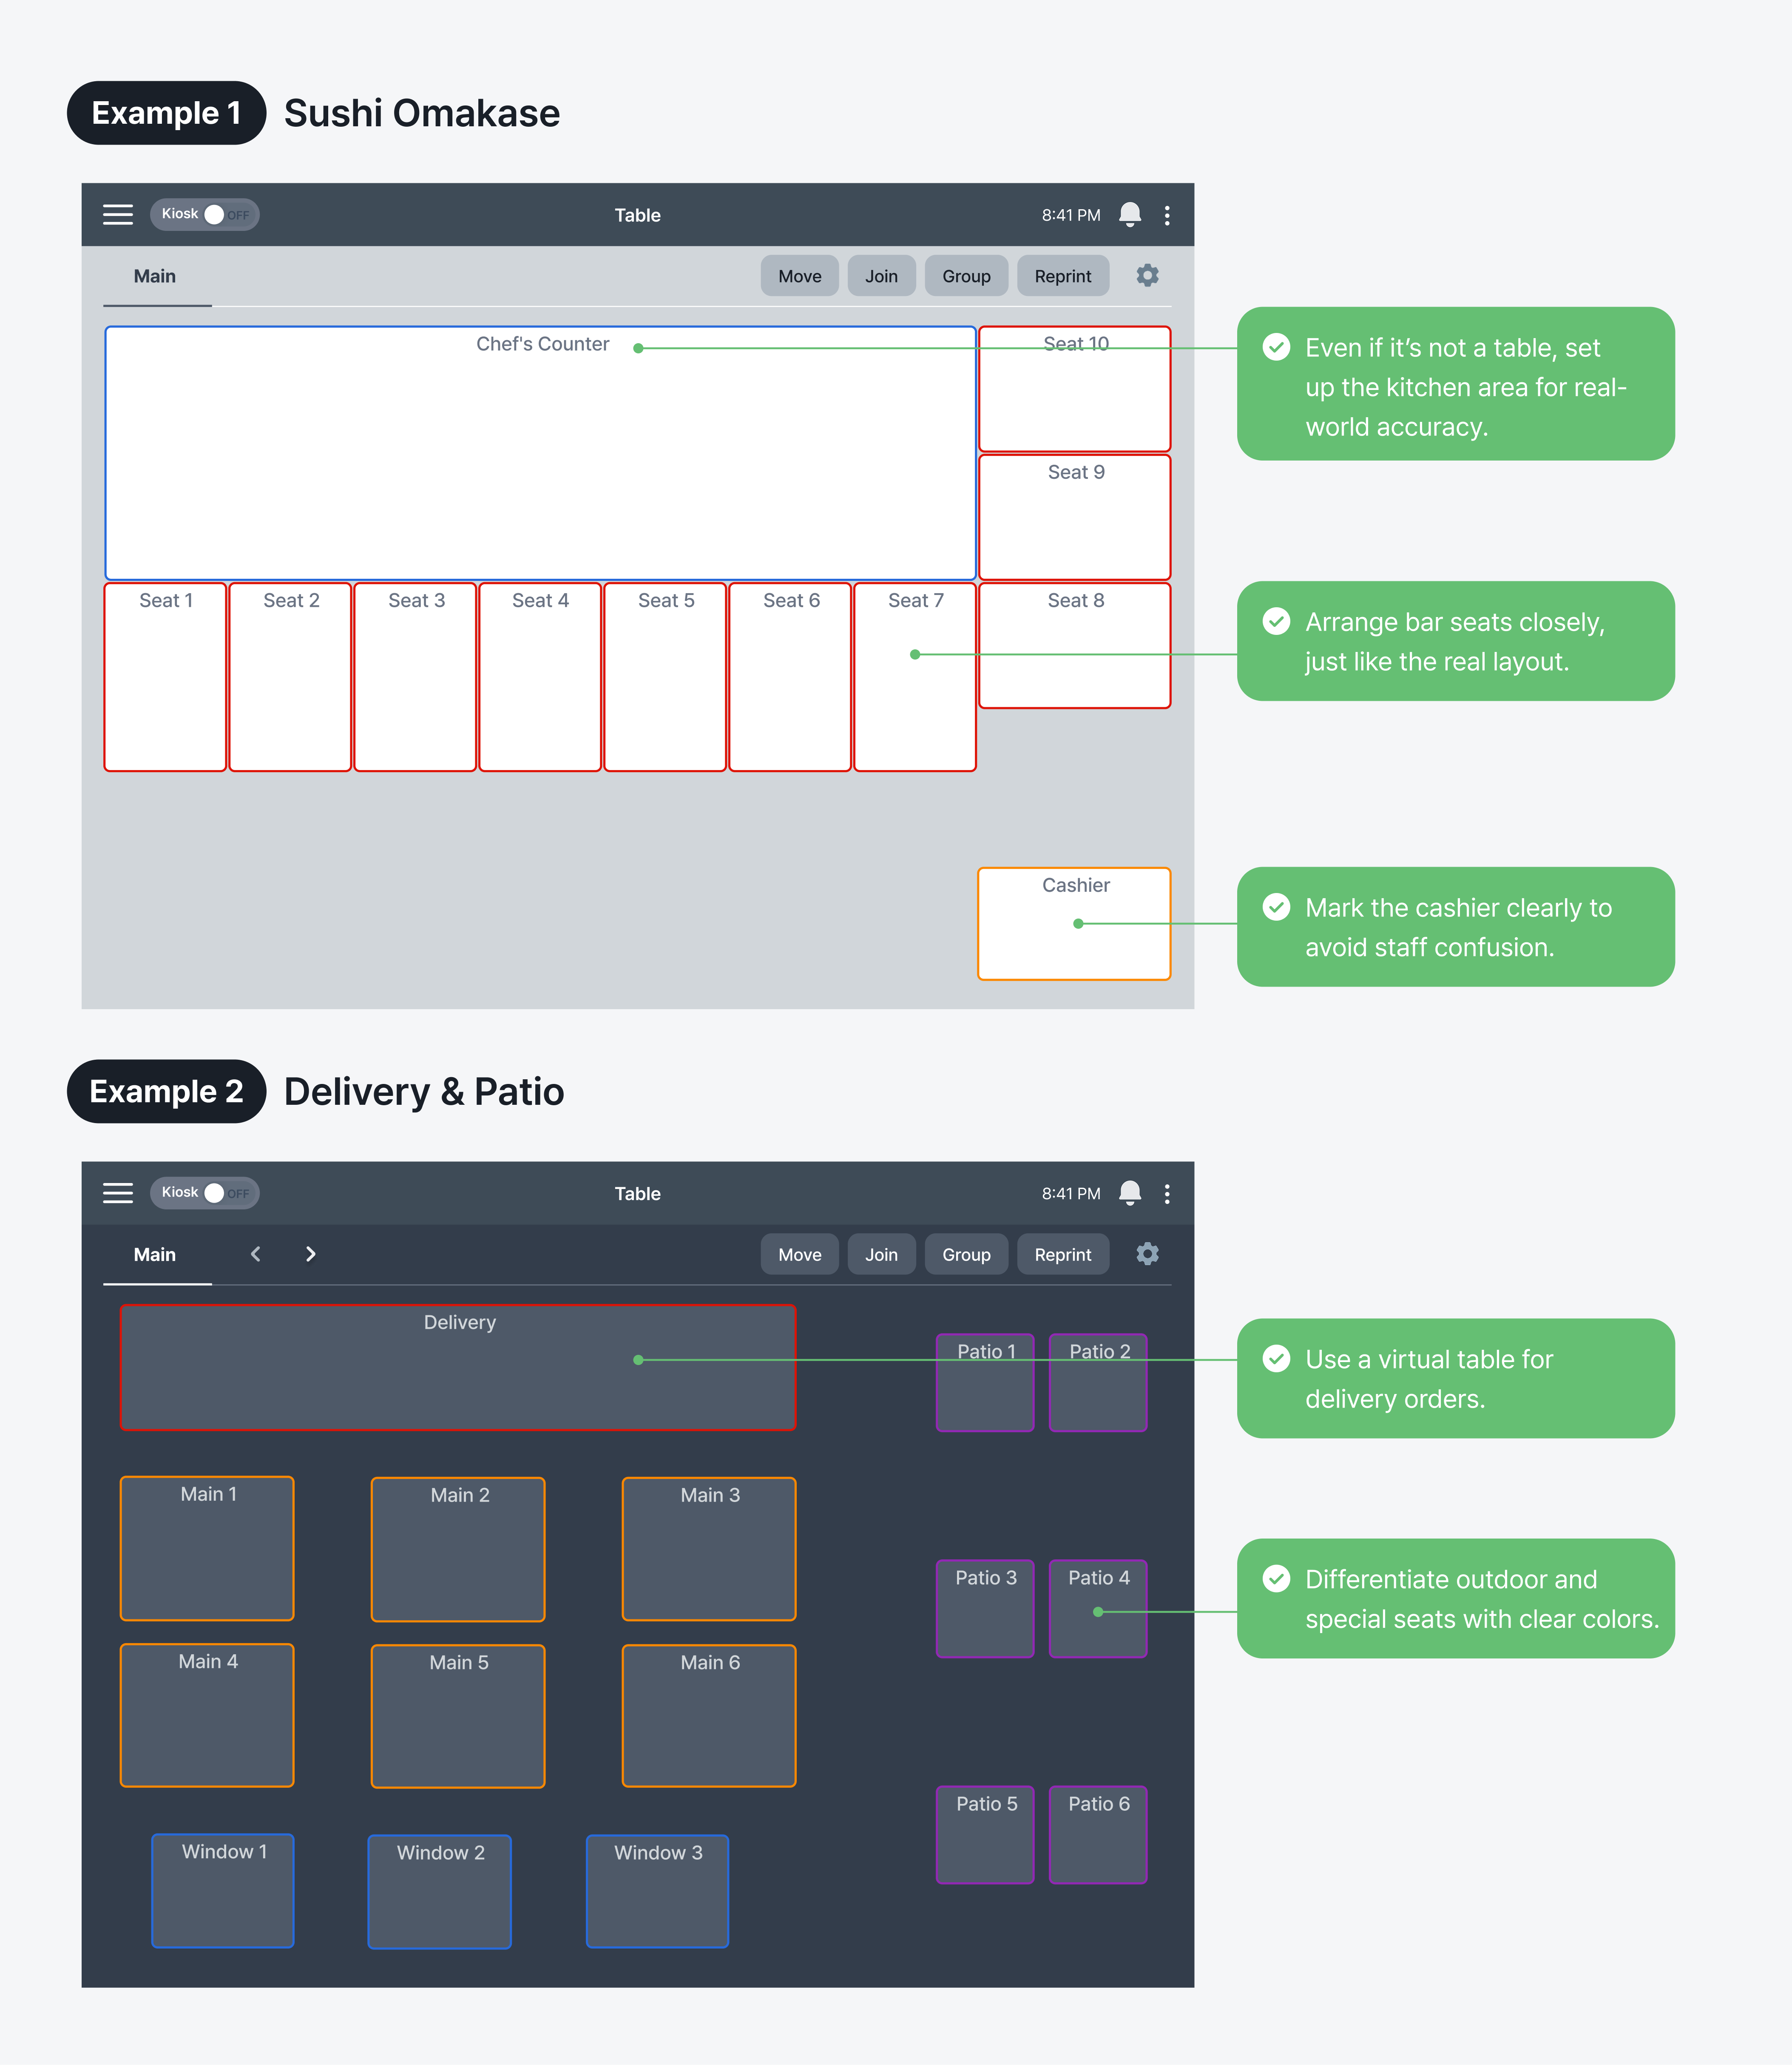 Example 1 Sushi Omakase
Kiosk OFF Table 8:41 PM
Main Move Join Group Reprint
Chef's Counter Seat 10
Even if it’s not a table, set
up the kitchen area for real-
world accuracy.
Seat 9
Seat 1 Seat 2 Seat 3 Seat 4 Seat 5 Seat 6 Seat 7 Seat 8
Arrange bar seats closely,
just like the real layout.
Cashier
Mark the cashier clearly to
avoid staff confusion.
Example 2 Delivery & Patio
Kiosk OFF Table 8:41 PM
Main Move Join Group Reprint
Delivery
Patio 1 Patio 2
Use a virtual table for
delivery orders.
Main 1 Main 2 Main 3
Patio 3 Patio 4
Differentiate outdoor and
special seats with clear colors.
Main 4 Main 5 Main 6
Patio 5 Patio 6
Window 1 Window 2 Window 3